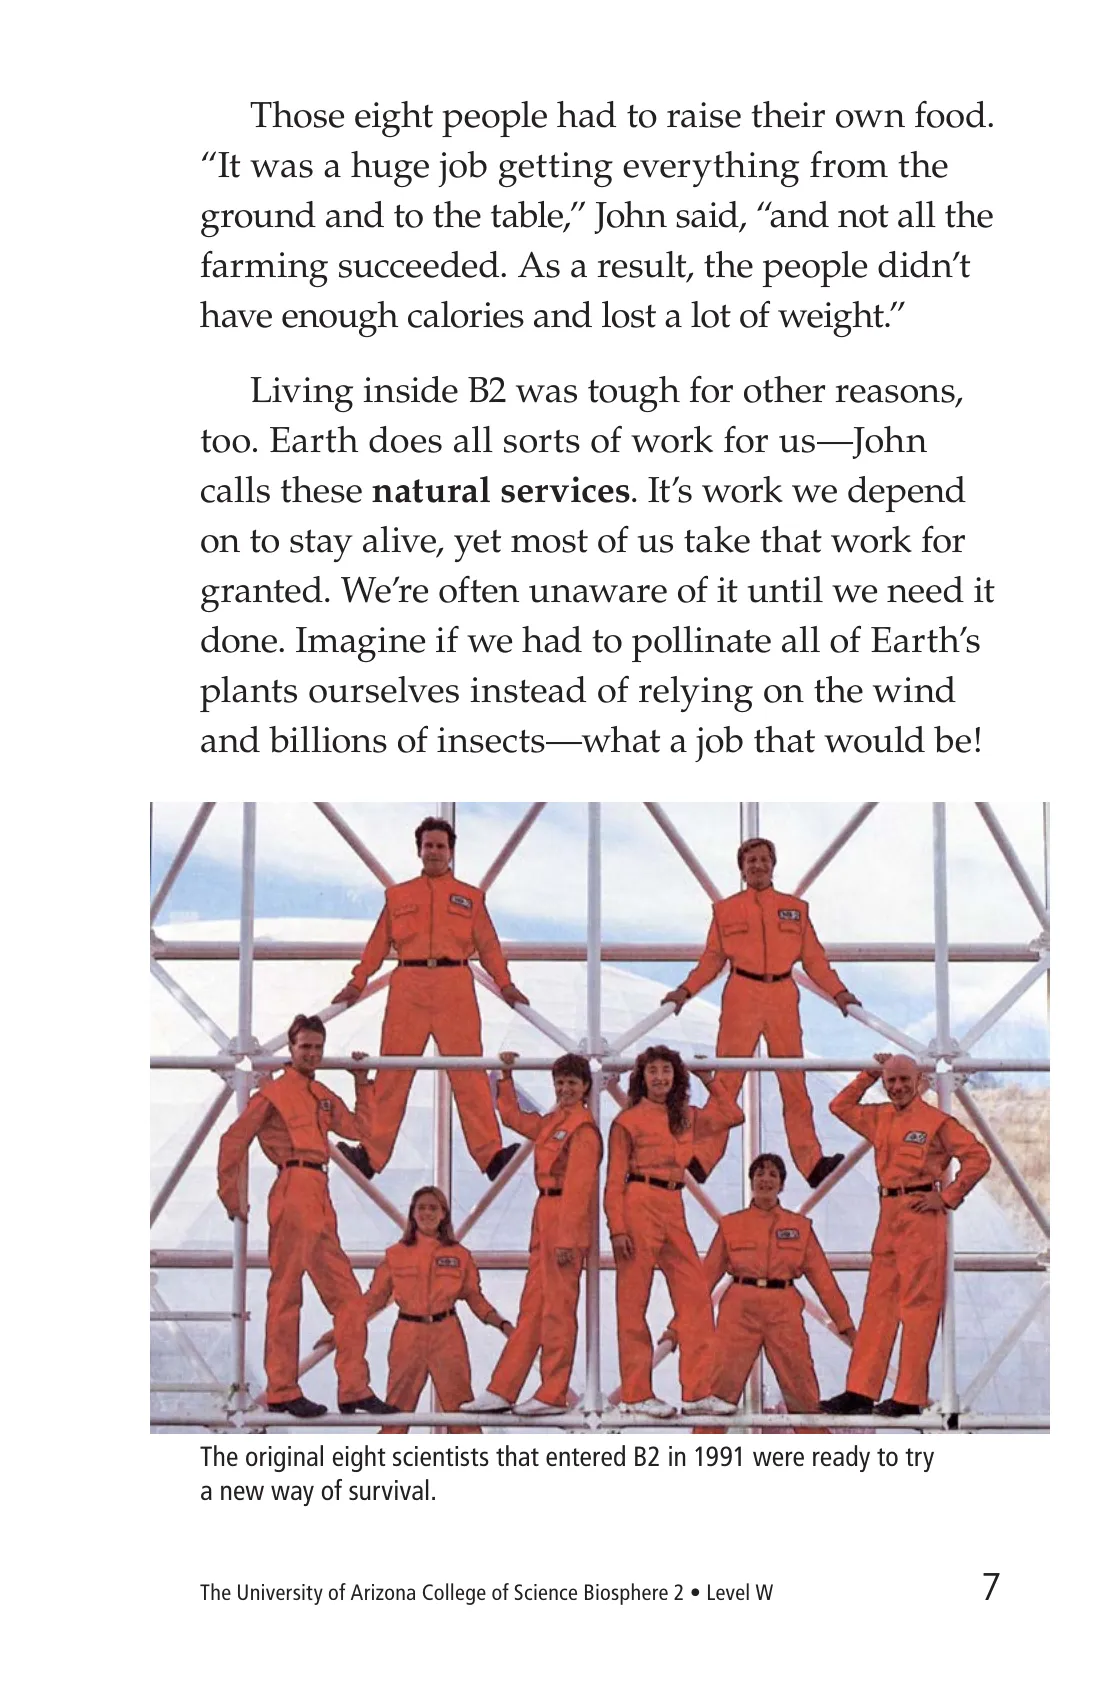 Those eight people had to raise their own food.
“It was a huge job getting everything from the
ground and to the table,” John said, “and not all the
farming succeeded. As a result, the people didn’t
have enough calories and lost a lot of weight.”
Living inside B2 was tough for other reasons,
too. Earth does all sorts of work for us—John
calls these natural services. It’s work we depend
on to stay alive, yet most of us take that work for
granted. We’re often unaware of it until we need it
done. Imagine if we had to pollinate all of Earth’s
plants ourselves instead of relying on the wind
and billions of insects—what a job that would be!
The original eight scientists that entered B2 in 1991 were ready to try
a new way of survival.
The University of Arizona College of Science Biosphere 2 • Level W 7